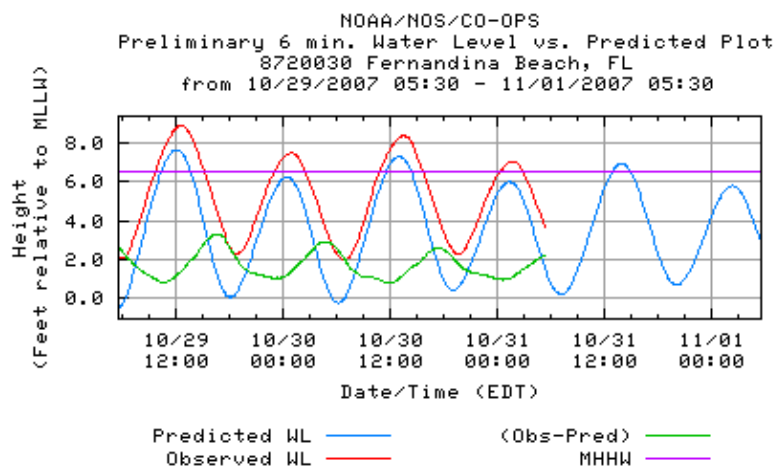 NOAA/NOS/CO-OPS
Preliminary 6 min. Water Level vs. Predicted Plot
8720030 Fernandina Beach, FL
from 10/29/2007 05:30 - 11/01/2007 05:30
Height
(Feet relative to MLLW)
8.0
6.0
4.0
2.0
0.0
10/29 10/30 10/30 10/31 10/31 11/01
12:00 00:00 12:00 00:00 12:00 00:00
Date/Time (EDT)
Predicted WL (Obs-Pred)
Observed WL MHHW